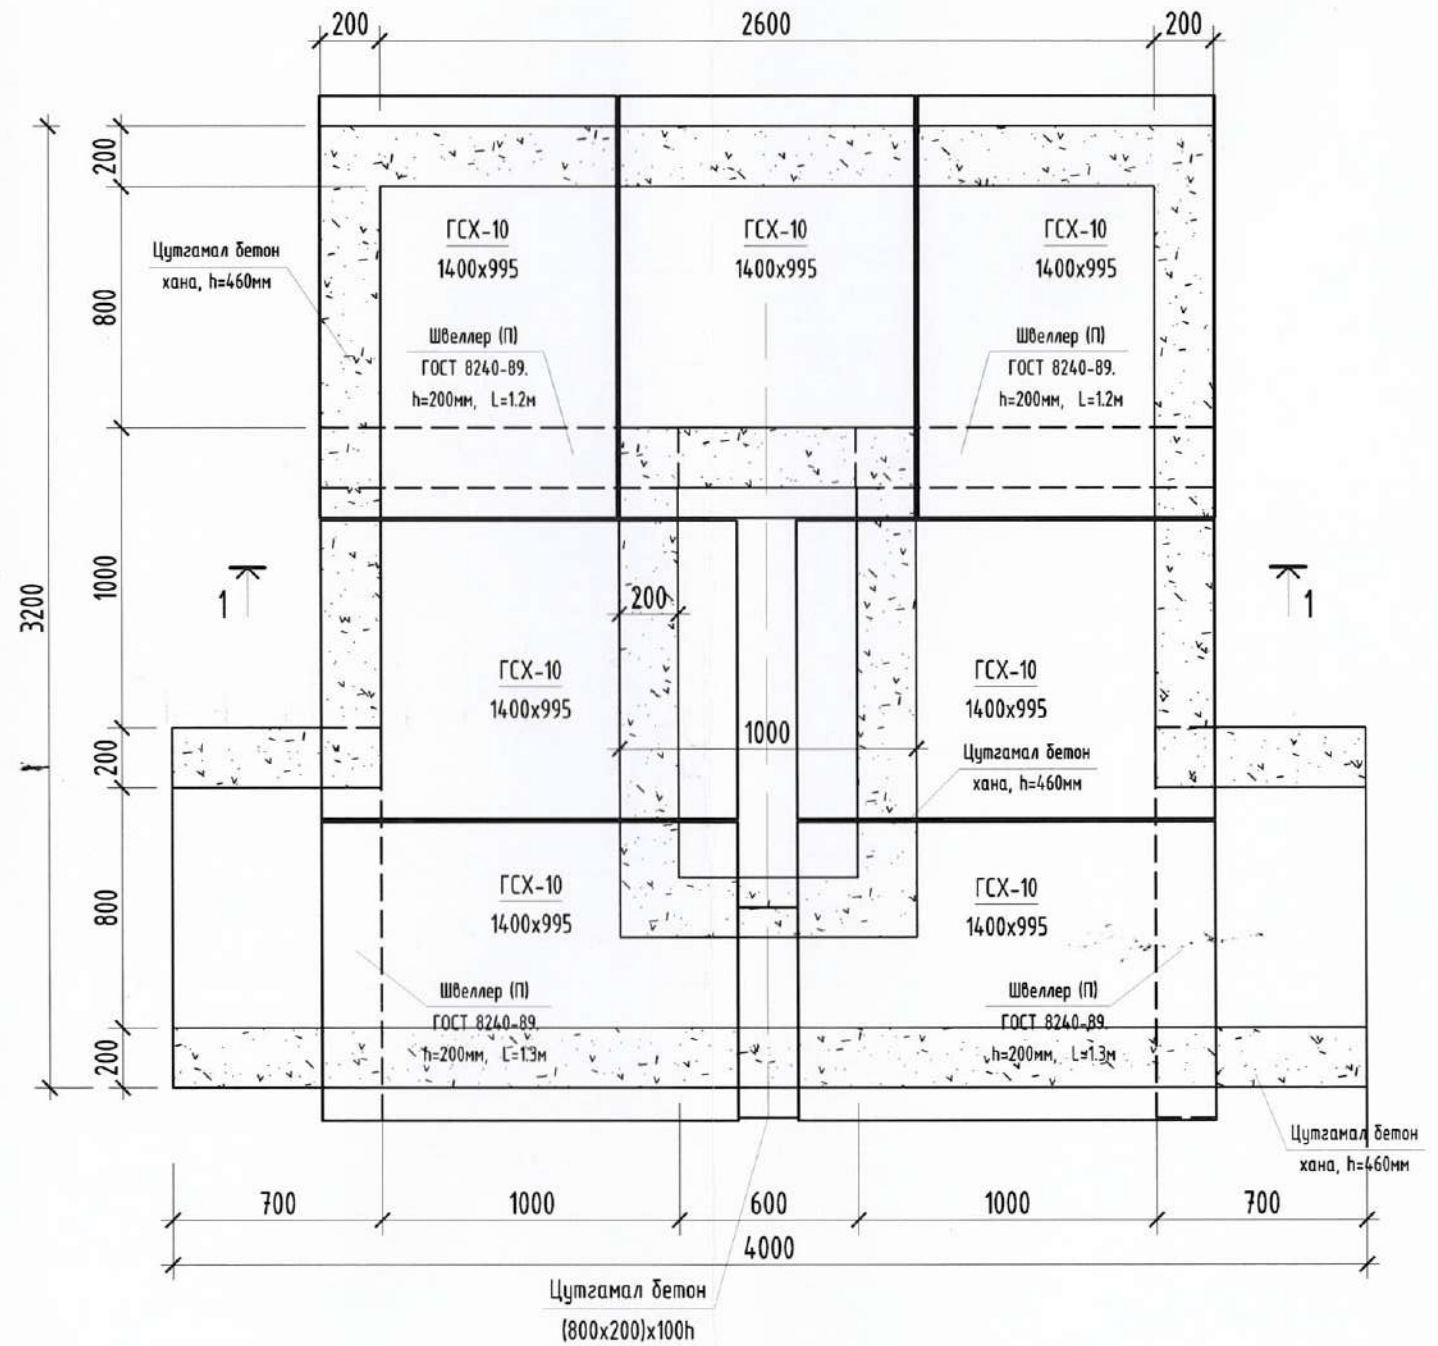 200
2600
200
200
Цутгамал бетон
хана, h=460мм
ГСХ-10
1400x995
ГСХ-10
1400x995
ГСХ-10
1400x995
800
Швеллер (П)
ГОСТ 8240-89.
h=200мм, L=1.2м
Швеллер (П)
ГОСТ 8240-89.
h=200мм, L=1.2м
3200
1000
1
1
200
ГСХ-10
1400x995
ГСХ-10
1400x995
1000
Цутгамал бетон
хана, h=460мм
200
800
ГСХ-10
1400x995
ГСХ-10
1400x995
Швеллер (П)
ГОСТ 8240-89.
h=200мм, L=1.3м
Швеллер (П)
ГОСТ 8240-89.
h=200мм, L=1.3м
200
Цутгамал бетон
хана, h=460мм
700
1000
600
1000
700
4000
Цутгамал бетон
(800x200)x100h